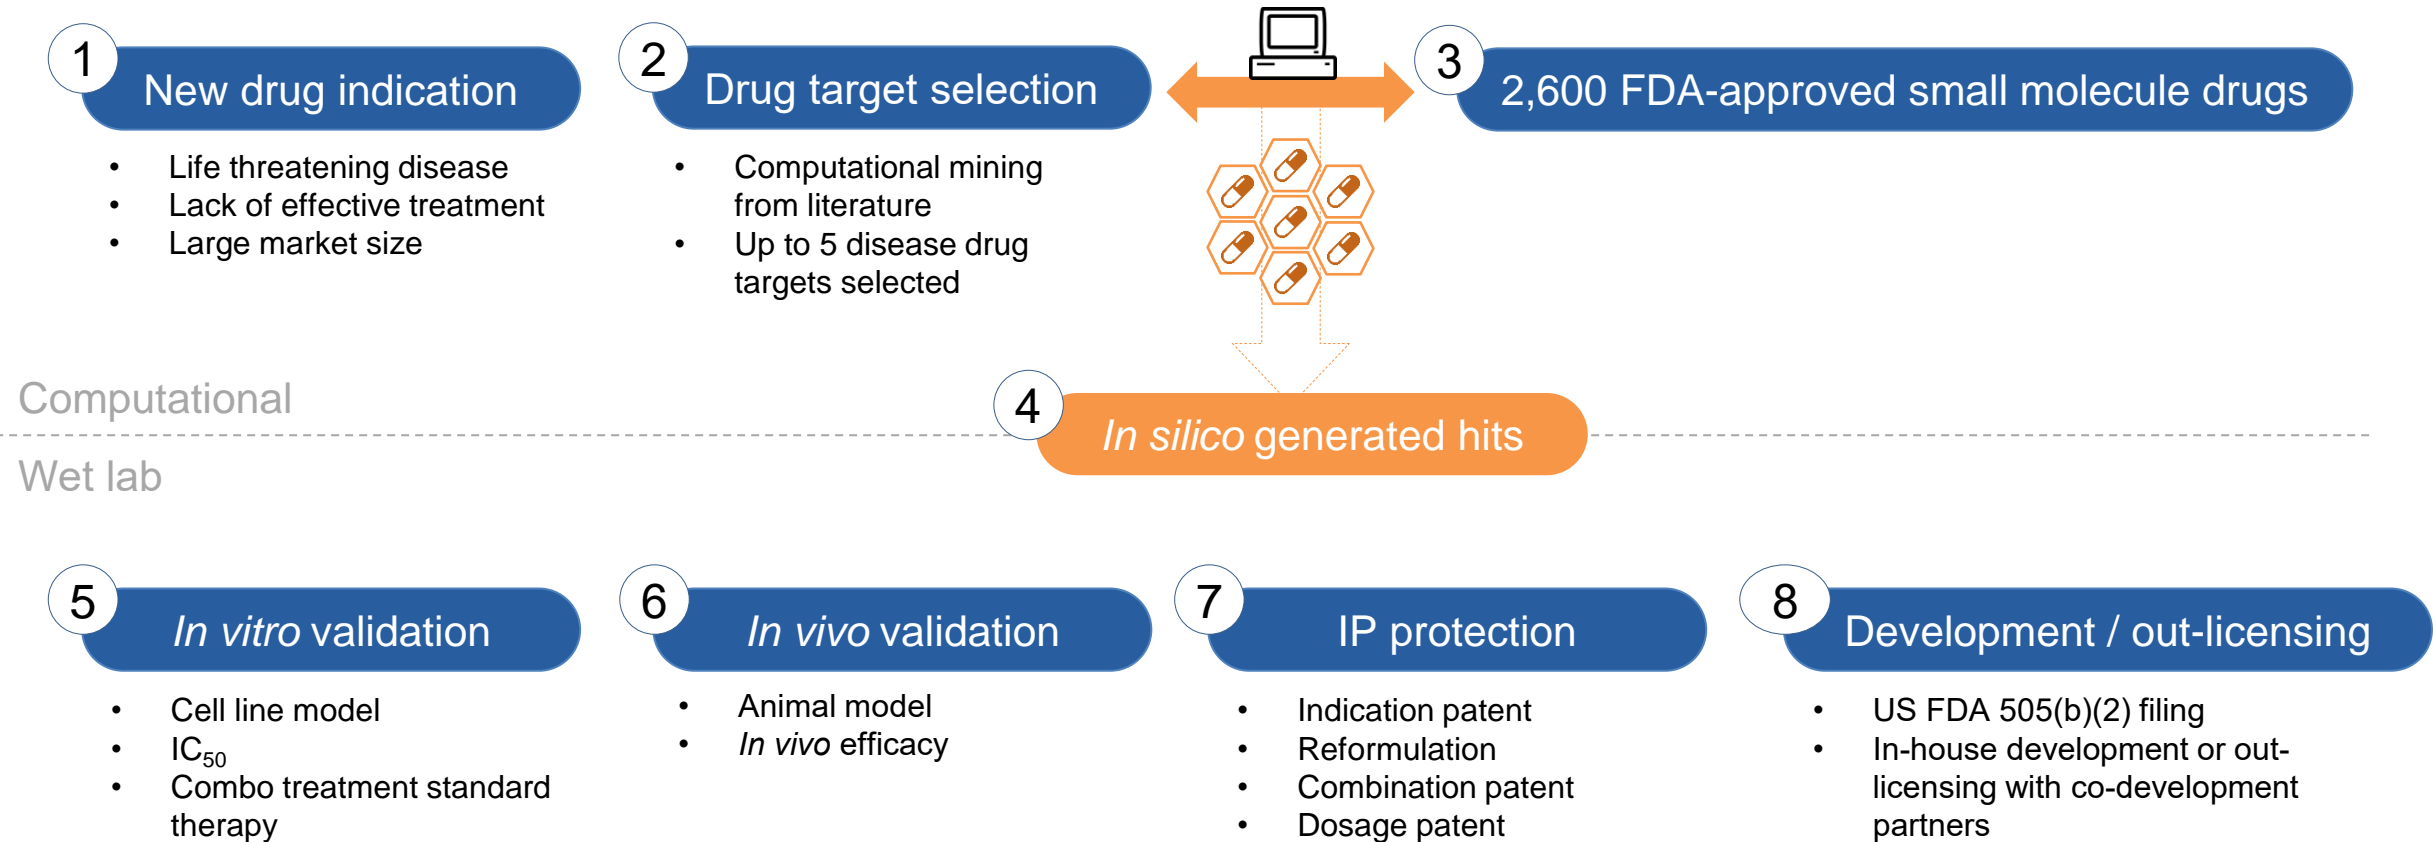 1
New drug indication
• Life threatening disease
• Lack of effective treatment
• Large market size
2
Drug target selection
• Computational mining
from literature
• Up to 5 disease drug
targets selected
3
2,600 FDA-approved small molecule drugs
Computational
4
In silico generated hits
Wet lab
5
In vitro validation
• Cell line model
• IC50
• Combo treatment standard
therapy
6
In vivo validation
• Animal model
• In vivo efficacy
7
IP protection
• Indication patent
• Reformulation
• Combination patent
• Dosage patent
8
Development / out-licensing
• US FDA 505(b)(2) filing
• In-house development or out-
licensing with co-development
partners